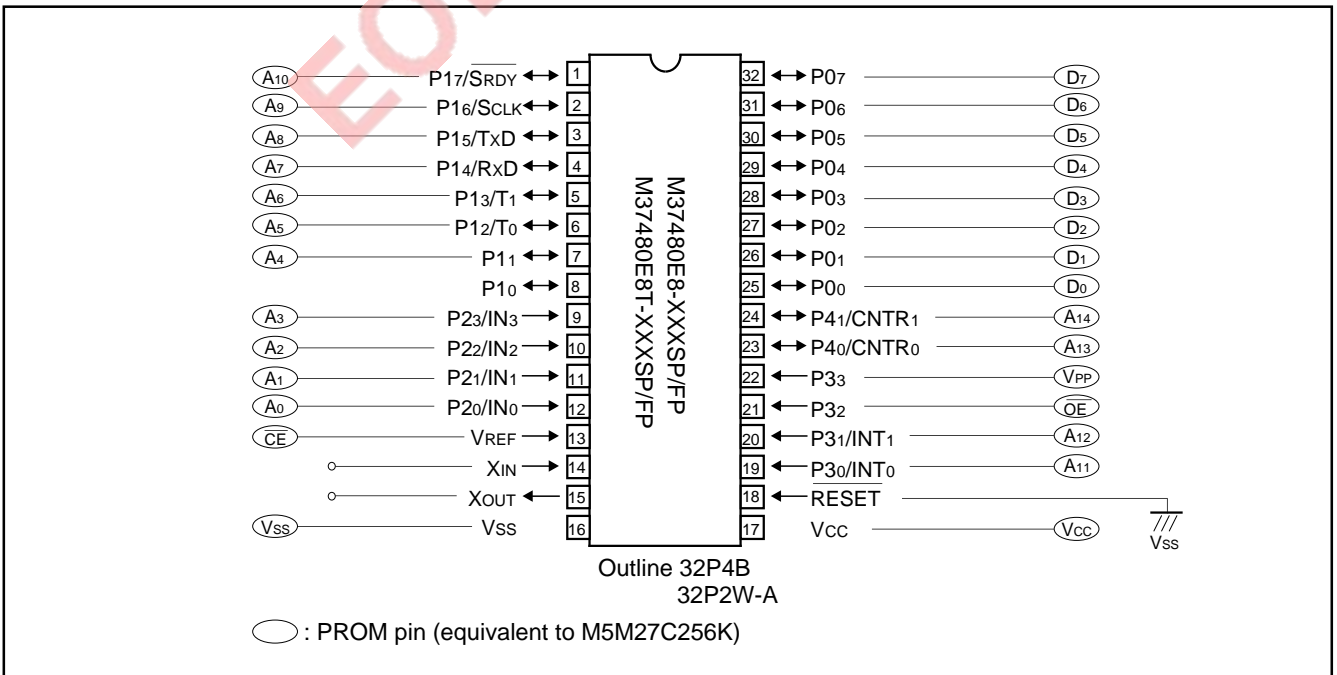 A10 P17/SRDY 1 32 P07 D7
A9 P16/SCLK 2 31 P06 D6
A8 P15/TXD 3 30 P05 D5
A7 P14/RXD 4 29 P04 D4
A6 P13/T1 5 28 P03 D3
A5 P12/T0 6 27 P02 D2
A4 P11 7 26 P01 D1
P10 8 25 P00 D0
A3 P23/IN3 9 24 P41/CNTR1 A14
A2 P22/IN2 10 23 P40/CNTR0 A13
A1 P21/IN1 11 22 P33 VPP
A0 P20/IN0 12 21 P32 OE
CE VREF 13 20 P31/INT1 A12
XIN 14 19 P30/INT0 A11
XOUT 15 18 RESET
VSS VSS 16 17 VCC VCC
VSS
M37480E8-XXXSP/FP
M37480E8T-XXXSP/FP
Outline 32P4B
32P2W-A
: PROM pin (equivalent to M5M27C256K)